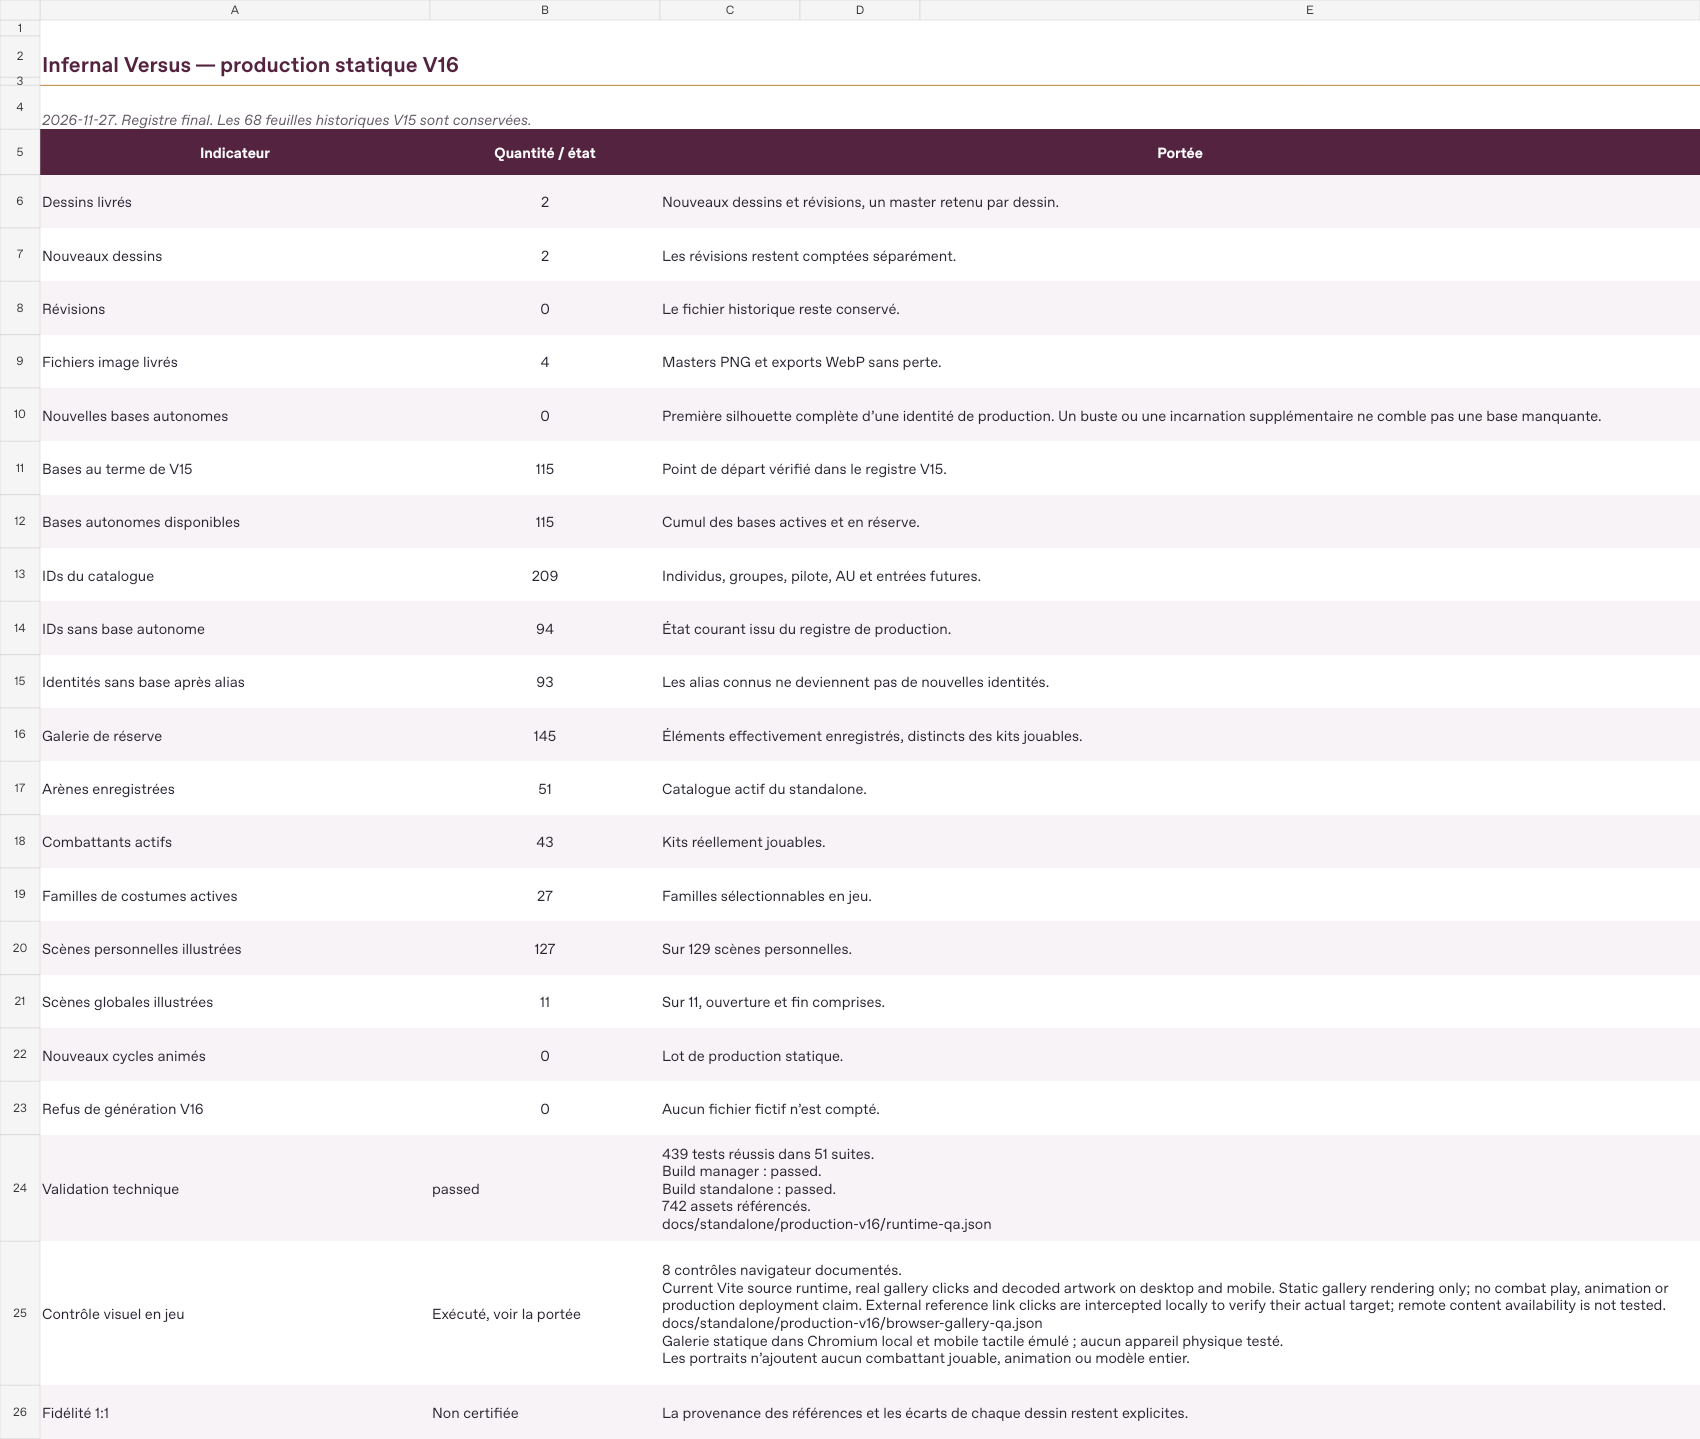 A B C D E
1
2 Infernal Versus — production statique V16
3
4 2026-11-27. Registre final. Les 68 feuilles historiques V15 sont conservées.
5 Indicateur Quantité / état Portée
6 Dessins livrés 2 Nouveaux dessins et révisions, un master retenu par dessin.
7 Nouveaux dessins 2 Les révisions restent comptées séparément.
8 Révisions 0 Le fichier historique reste conservé.
9 Fichiers image livrés 4 Masters PNG et exports WebP sans perte.
10 Nouvelles bases autonomes 0 Première silhouette complète d’une identité de production. Un buste ou une incarnation supplémentaire ne comble pas une base manquante.
11 Bases au terme de V15 115 Point de départ vérifié dans le registre V15.
12 Bases autonomes disponibles 115 Cumul des bases actives et en réserve.
13 IDs du catalogue 209 Individus, groupes, pilote, AU et entrées futures.
14 IDs sans base autonome 94 État courant issu du registre de production.
15 Identités sans base après alias 93 Les alias connus ne deviennent pas de nouvelles identités.
16 Galerie de réserve 145 Éléments effectivement enregistrés, distincts des kits jouables.
17 Arènes enregistrées 51 Catalogue actif du standalone.
18 Combattants actifs 43 Kits réellement jouables.
19 Familles de costumes actives 27 Familles sélectionnables en jeu.
20 Scènes personnelles illustrées 127 Sur 129 scènes personnelles.
21 Scènes globales illustrées 11 Sur 11, ouverture et fin comprises.
22 Nouveaux cycles animés 0 Lot de production statique.
23 Refus de génération V16 0 Aucun fichier fictif n’est compté.
24 Validation technique passed 439 tests réussis dans 51 suites.
Build manager : passed.
Build standalone : passed.
742 assets référencés.
docs/standalone/production-v16/runtime-qa.json
25 Contrôle visuel en jeu Exécuté, voir la portée 8 contrôles navigateur documentés.
Current Vite source runtime, real gallery clicks and decoded artwork on desktop and mobile. Static gallery rendering only; no combat play, animation or
production deployment claim. External reference link clicks are intercepted locally to verify their actual target; remote content availability is not tested.
docs/standalone/production-v16/browser-gallery-qa.json
Galerie statique dans Chromium local et mobile tactile émulé ; aucun appareil physique testé.
Les portraits n’ajoutent aucun combattant jouable, animation ou modèle entier.
26 Fidélité 1:1 Non certifiée La provenance des références et les écarts de chaque dessin restent explicites.